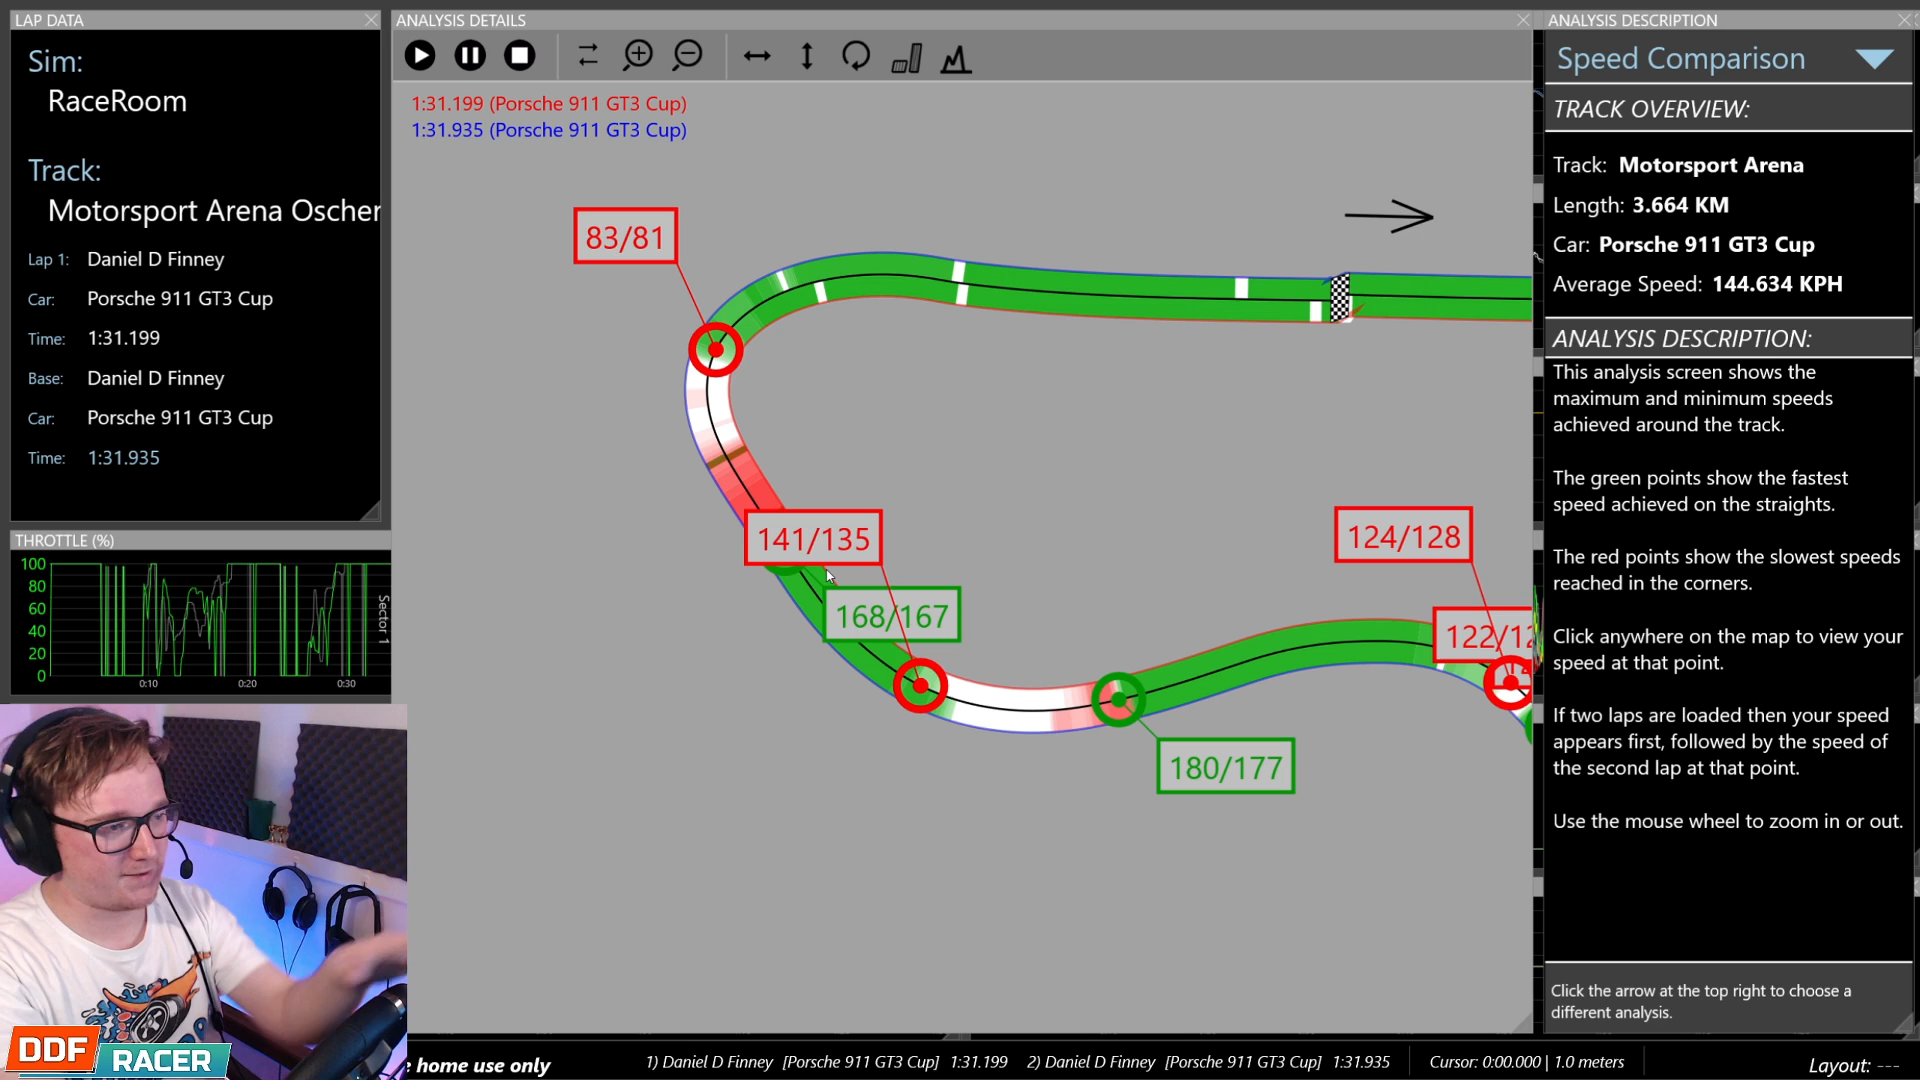 LAP DATA
Sim:
RaceRoom
Track:
Motorsport Arena Oscher
Lap 1: Daniel D Finney
Car: Porsche 911 GT3 Cup
Time: 1:31.199
Base: Daniel D Finney
Car: Porsche 911 GT3 Cup
Time: 1:31.935
THROTTLE (%)
100
80
60
40
20
0
0:10 0:20 0:30
Sector 1
DDF
RACER
ANALYSIS DETAILS
1:31.199 (Porsche 911 GT3 Cup)
1:31.935 (Porsche 911 GT3 Cup)
83/81
141/135
168/167
180/177
124/128
122/12
ANALYSIS DESCRIPTION
Speed Comparison
TRACK OVERVIEW:
Track: Motorsport Arena
Length: 3.664 KM
Car: Porsche 911 GT3 Cup
Average Speed: 144.634 KPH
ANALYSIS DESCRIPTION:
This analysis screen shows the
maximum and minimum speeds
achieved around the track.
The green points show the fastest
speed achieved on the straights.
The red points show the slowest speeds
reached in the corners.
Click anywhere on the map to view your
speed at that point.
If two laps are loaded then your speed
appears first, followed by the speed of
the second lap at that point.
Use the mouse wheel to zoom in or out.
Click the arrow at the top right to choose a
different analysis.
home use only
1) Daniel D Finney [Porsche 911 GT3 Cup] 1:31.199 2) Daniel D Finney [Porsche 911 GT3 Cup] 1:31.935
Cursor: 0:00.000 | 1.0 meters
Layout: ---